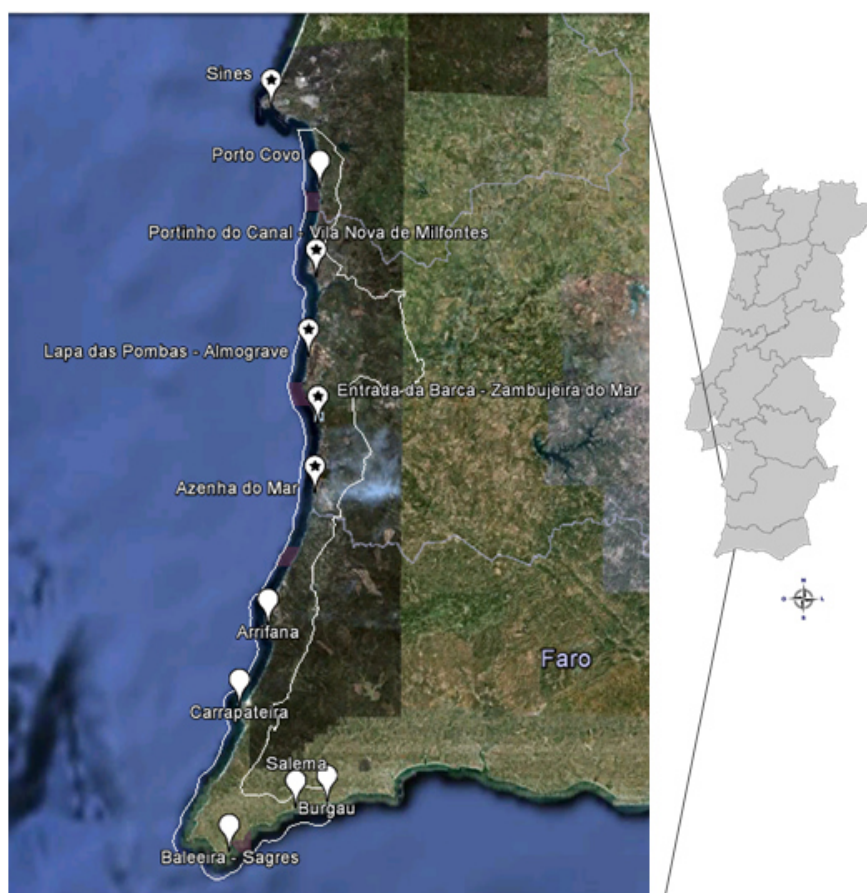 Sines
Porto Covo
Portinho do Canal - Vila Nova de Milfontes
Lapa das Pombas - Almograve
Entrada da Barca - Zambujeira do Mar
Azenha do Mar
Arrifana
Faro
Carrapateira
Salema
Burgau
Baleeira - Sagres
N
O L
S